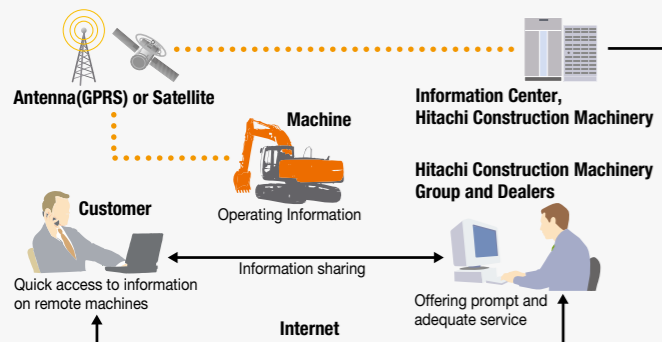 Antenna(GPRS) or Satellite
Information Center,
Hitachi Construction Machinery
Machine
Operating Information
Hitachi Construction Machinery
Group and Dealers
Customer
Information sharing
Quick access to information
on remote machines
Offering prompt and
adequate service
Internet